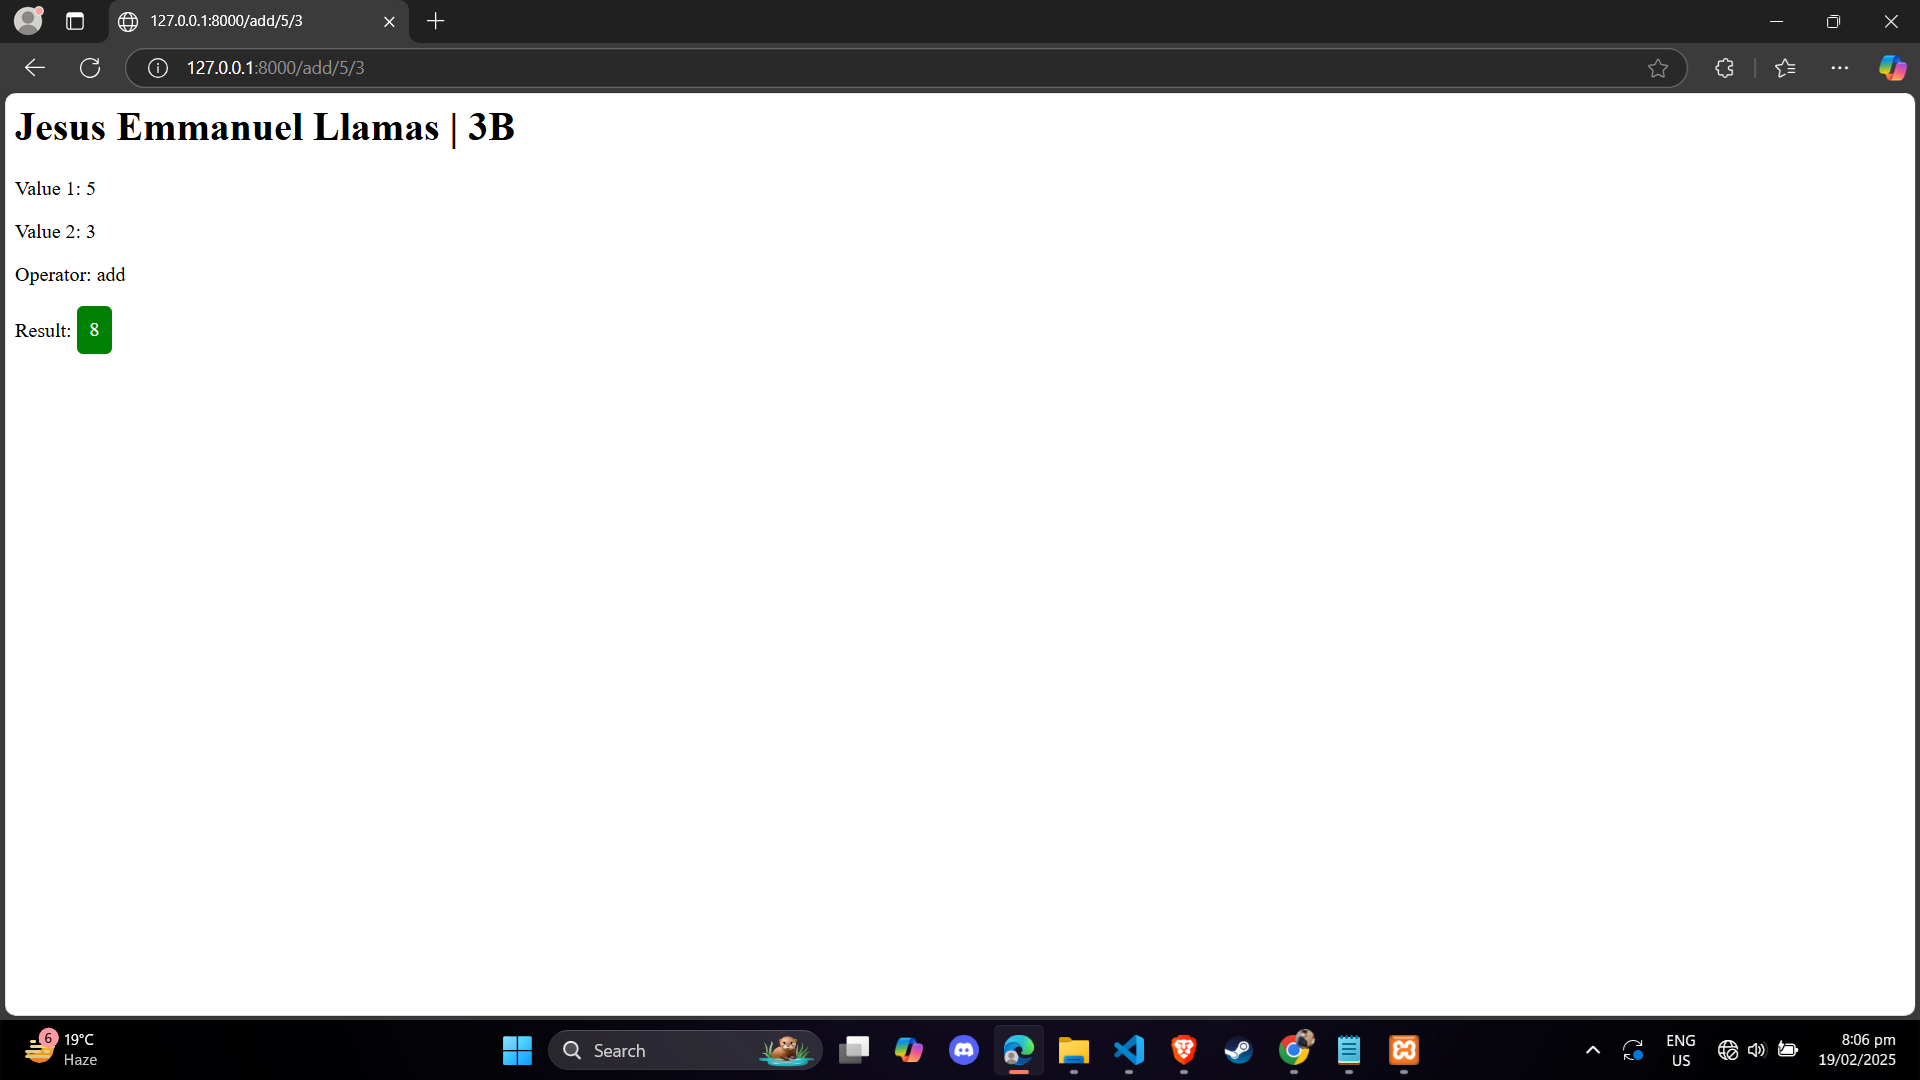 127.0.0.1:8000/add/5/3
127.0.0.1:8000/add/5/3
Jesus Emmanuel Llamas | 3B
Value 1: 5
Value 2: 3
Operator: add
Result: 8
6
19°C
Haze
Search
ENG
US
8:06 pm
19/02/2025